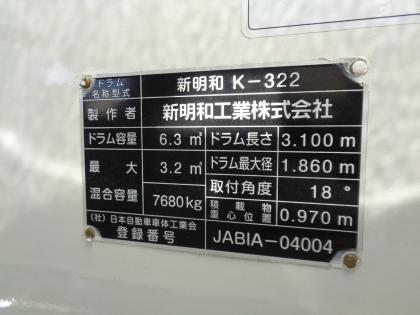 ドラム名称型式 新明和 K-322
製作者 新明和工業株式会社
ドラム容量 6.3 m³ ドラム長さ 3.100 m
最大混合容量 3.2 m³ ドラム最大径 1.860 m
7680kg 取付角度 18°
積載物重心位置 0.970 m
(社)日本自動車車体工業会
登録番号 JABIA-04004